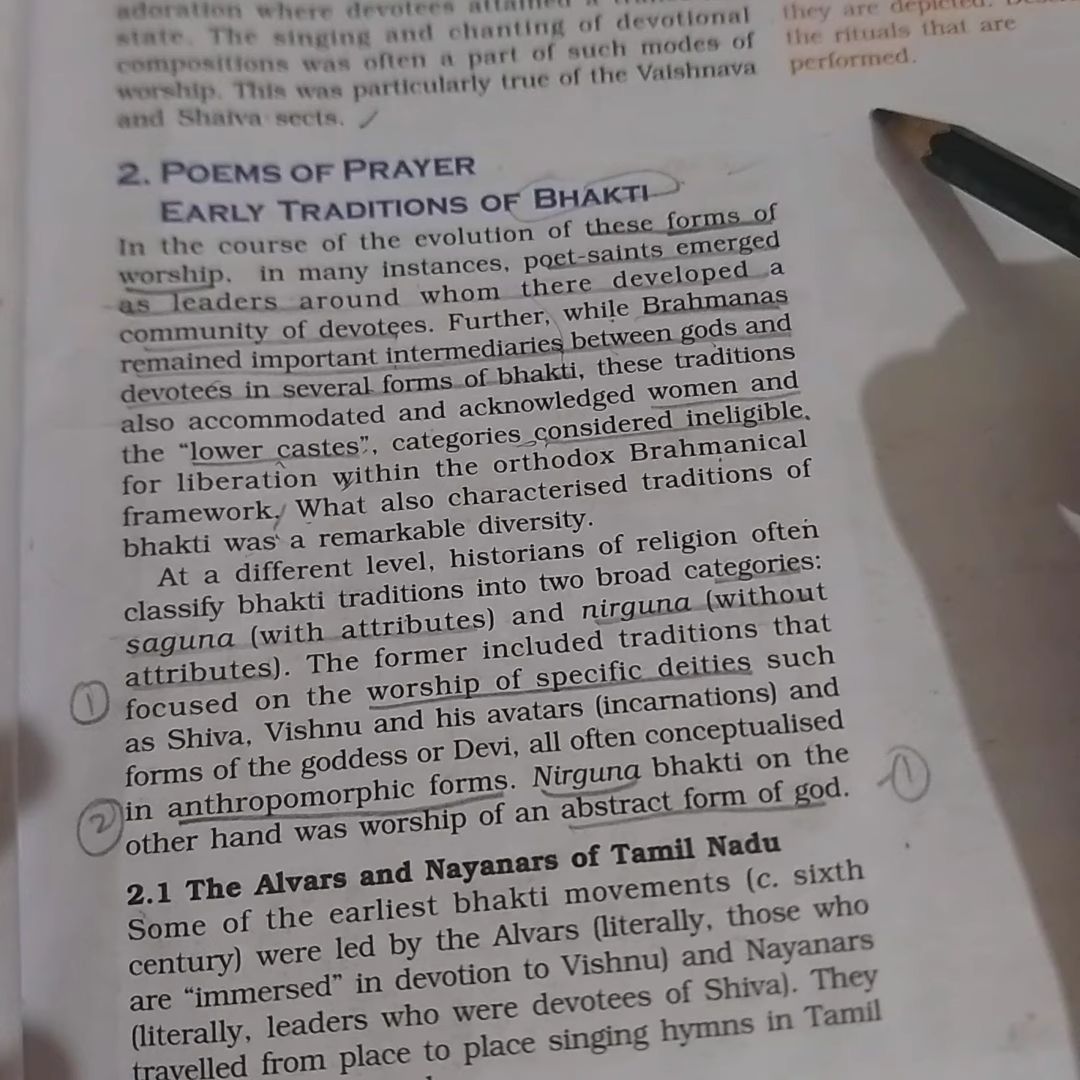 adoration where devotees attained a
state. The singing and chanting of devotional
compositions was often a part of such modes of
worship. This was particularly true of the Vaishnava
and Shaiva sects.
they are depicted.
the rituals that are
performed.
2. POEMS OF PRAYER
EARLY TRADITIONS OF BHAKTI
In the course of the evolution of these forms of
worship, in many instances, poet-saints emerged
as leaders around whom there developed a
community of devotees. Further, while Brahmanas
remained important intermediaries between gods and
devotees in several forms of bhakti, these traditions
also accommodated and acknowledged women and
the “lower castes”, categories considered ineligible
for liberation within the orthodox Brahmanical
framework. What also characterised traditions of
bhakti was a remarkable diversity.
At a different level, historians of religion often
classify bhakti traditions into two broad categories:
saguna (with attributes) and nirguna (without
attributes). The former included traditions that
1 focused on the worship of specific deities such
as Shiva, Vishnu and his avatars (incarnations) and
forms of the goddess or Devi, all often conceptualised
2 in anthropomorphic forms. Nirguna bhakti on the
other hand was worship of an abstract form of god. 1
2.1 The Alvars and Nayanars of Tamil Nadu
Some of the earliest bhakti movements (c. sixth
century) were led by the Alvars (literally, those who
are “immersed” in devotion to Vishnu) and Nayanars
(literally, leaders who were devotees of Shiva). They
travelled from place to place singing hymns in Tamil